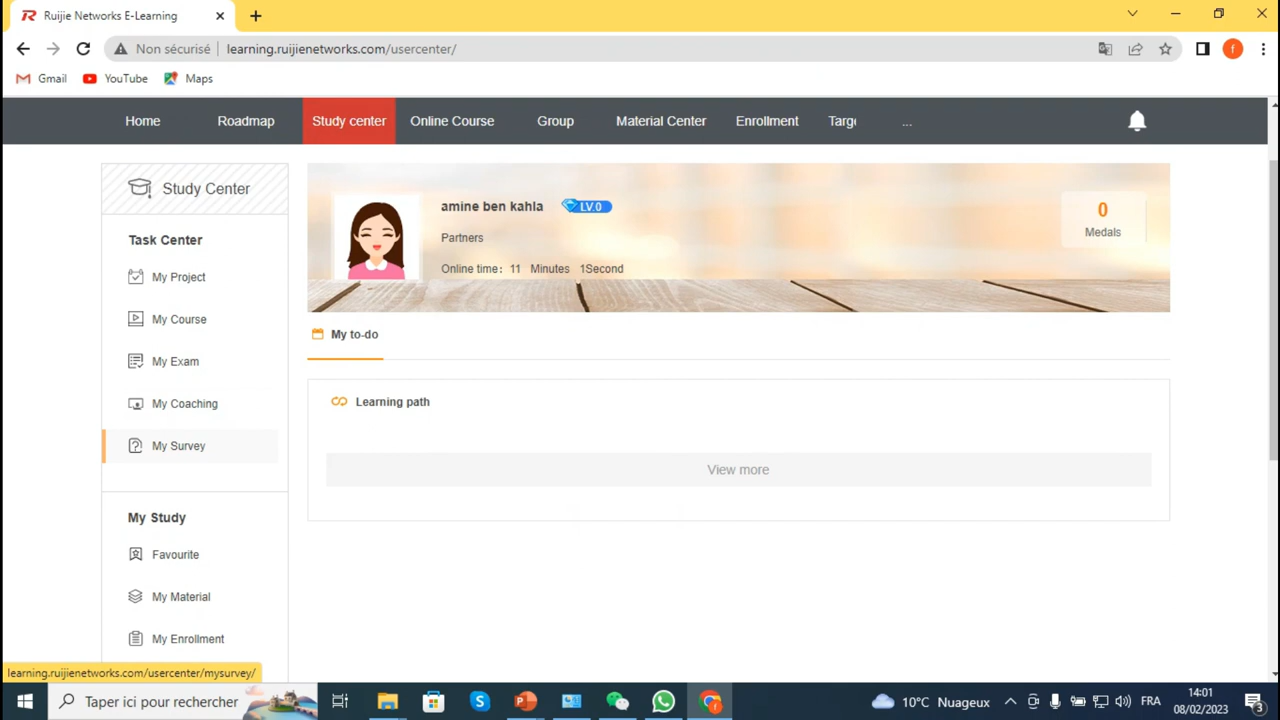 Ruijie Networks E-Learning
Non sécurisé learning.ruijienetworks.com/usercenter/ f
Gmail YouTube Maps
Home Roadmap Study center Online Course Group Material Center Enrollment Targe ...
Study Center
Task Center
My Project
My Course
My Exam
My Coaching
My Survey
My Study
Favourite
My Material
My Enrollment
amine ben kahla LV.0
Partners
Online time: 11 Minutes 1Second
0
Medals
My to-do
Learning path
View more
learning.ruijienetworks.com/usercenter/mysurvey/
Taper ici pour rechercher
10°C Nuageux
FRA
14:01
08/02/2023
3